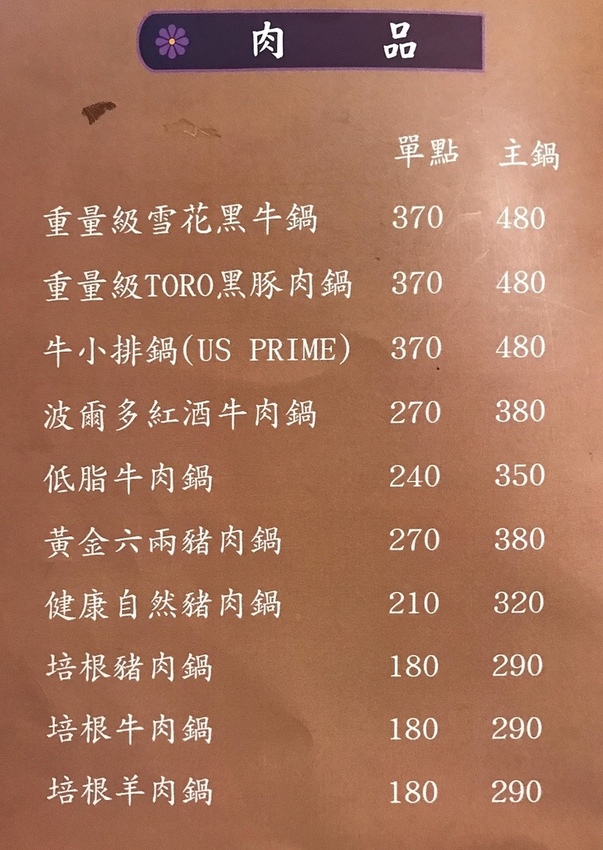 肉 品
單點 主鍋
重量級雪花黑牛鍋 370 480
重量級TORO黑豚肉鍋 370 480
牛小排鍋(US PRIME) 370 480
波爾多紅酒牛肉鍋 270 380
低脂牛肉鍋 240 350
黃金六兩豬肉鍋 270 380
健康自然豬肉鍋 210 320
培根豬肉鍋 180 290
培根牛肉鍋 180 290
培根羊肉鍋 180 290